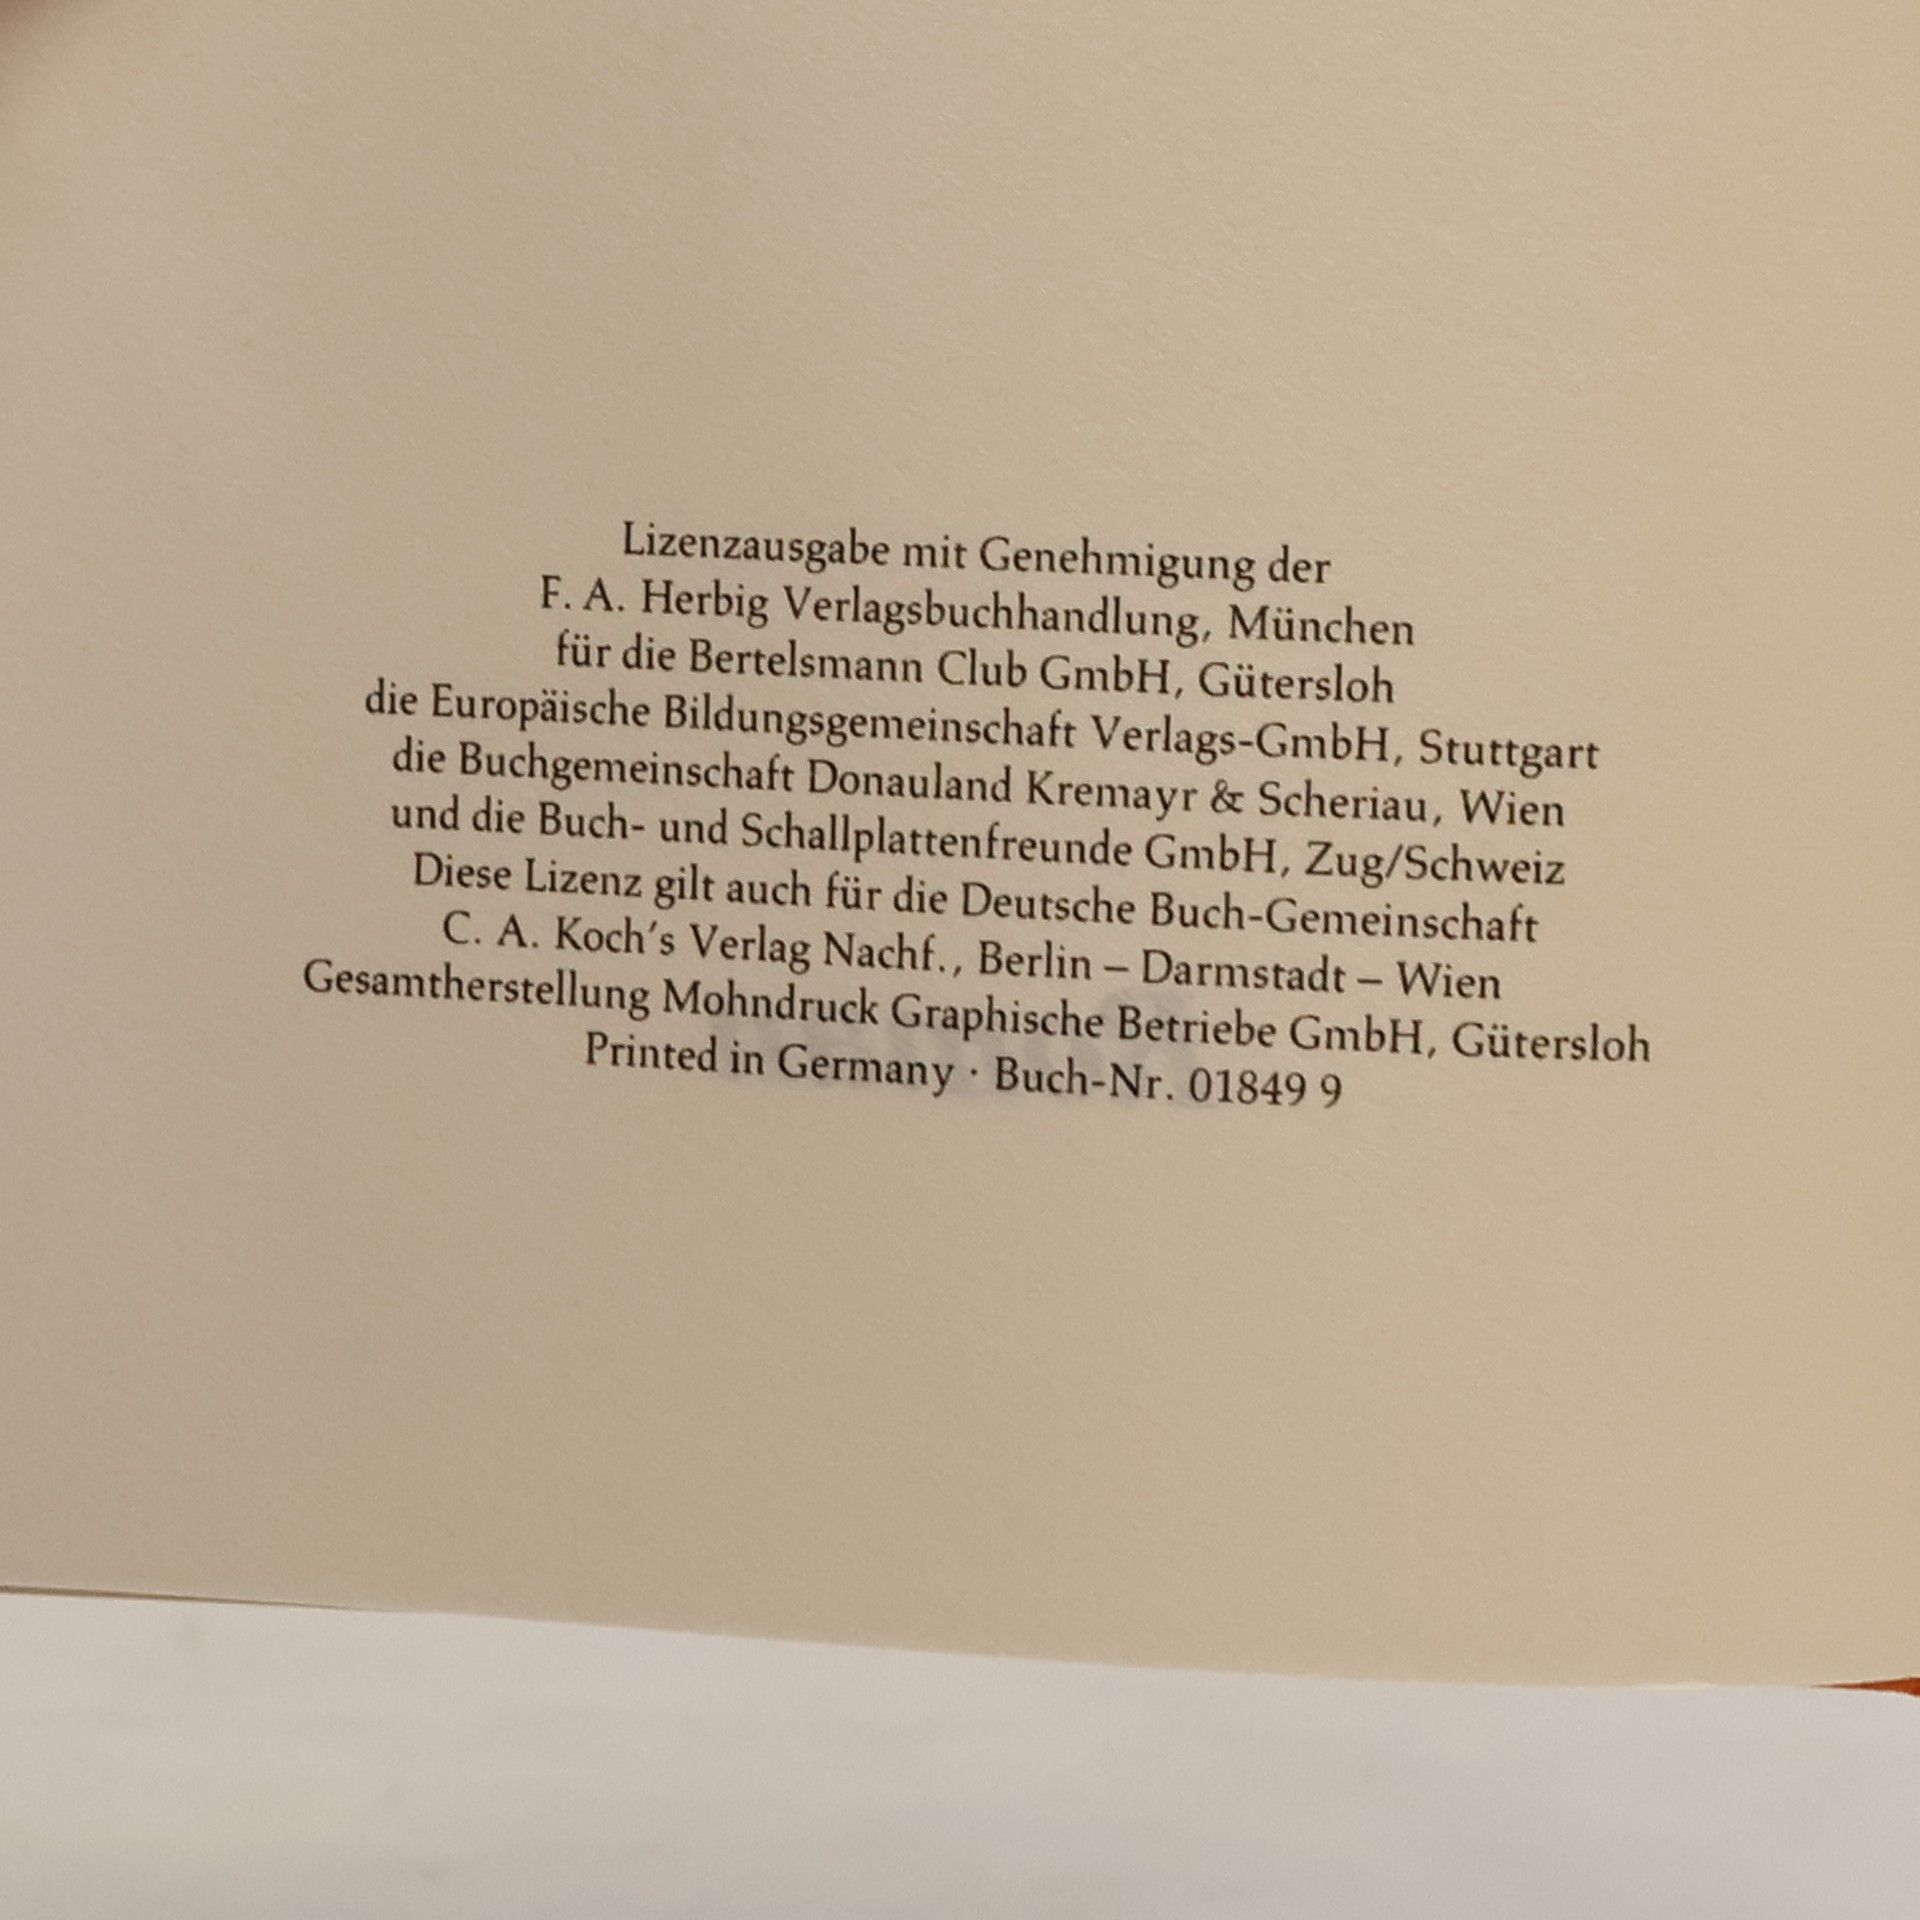 Lizenzausgabe mit Genehmigung der
F. A. Herbig Verlagsbuchhandlung, München
für die Bertelsmann Club GmbH, Gütersloh
die Europäische Bildungsgemeinschaft Verlags-GmbH, Stuttgart
die Buchgemeinschaft Donauland Kremayr & Scheriau, Wien
und die Buch- und Schallplattenfreunde GmbH, Zug/Schweiz
Diese Lizenz gilt auch für die Deutsche Buch-Gemeinschaft
C. A. Koch's Verlag Nachf., Berlin – Darmstadt – Wien
Gesamtherstellung Mohndruck Graphische Betriebe GmbH, Gütersloh
Printed in Germany · Buch-Nr. 01849 9